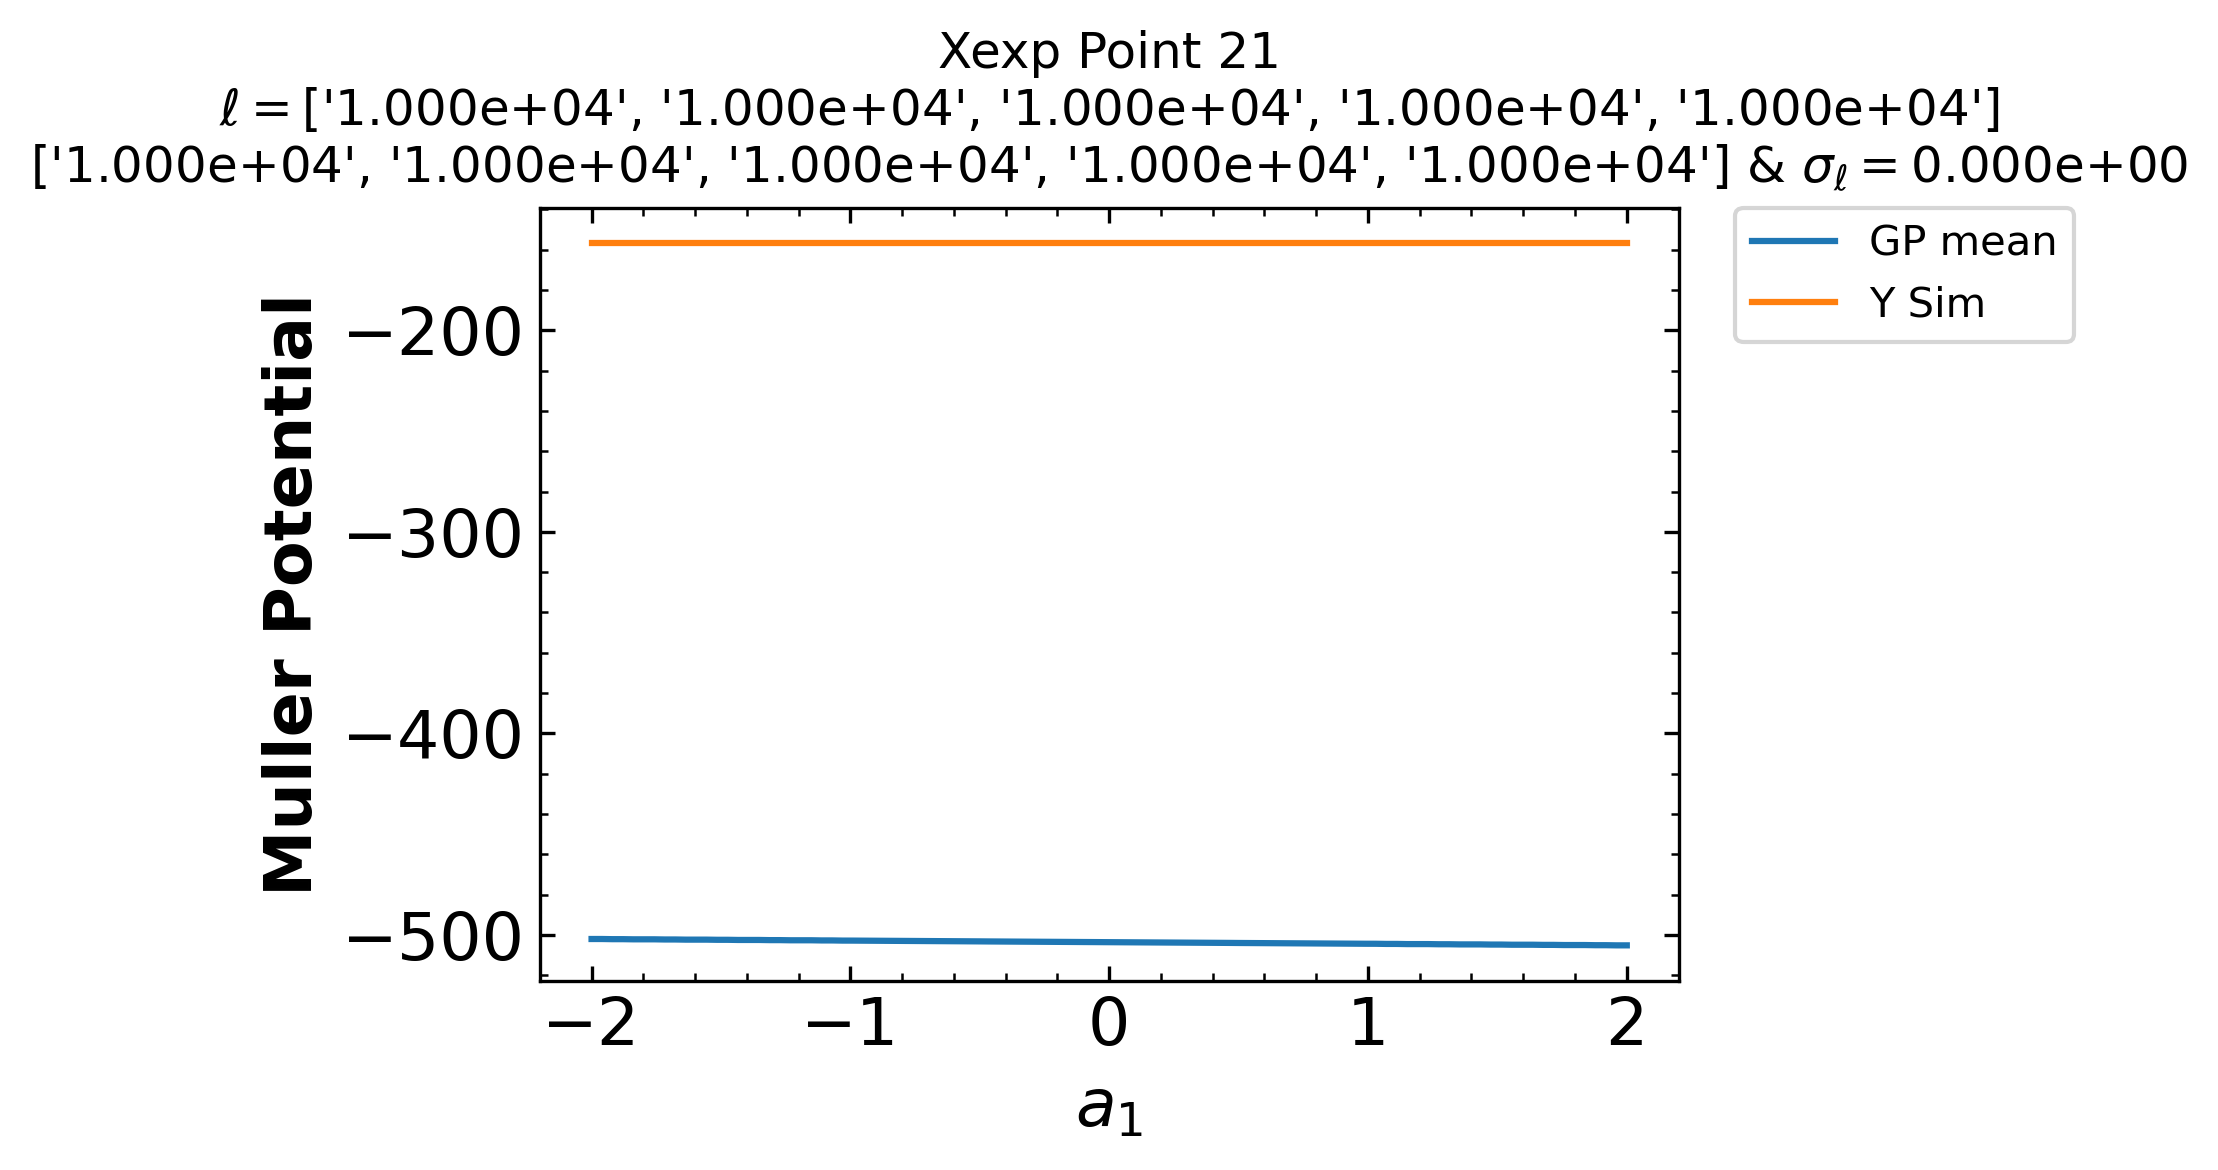 Xexp Point 21
ℓ = ['1.000e+04', '1.000e+04', '1.000e+04', '1.000e+04', '1.000e+04']
['1.000e+04', '1.000e+04', '1.000e+04', '1.000e+04', '1.000e+04'] & σℓ = 0.000e+00
GP mean
Y Sim
Muller Potential
−200
−300
−400
−500
−2 −1 0 1 2
a₁